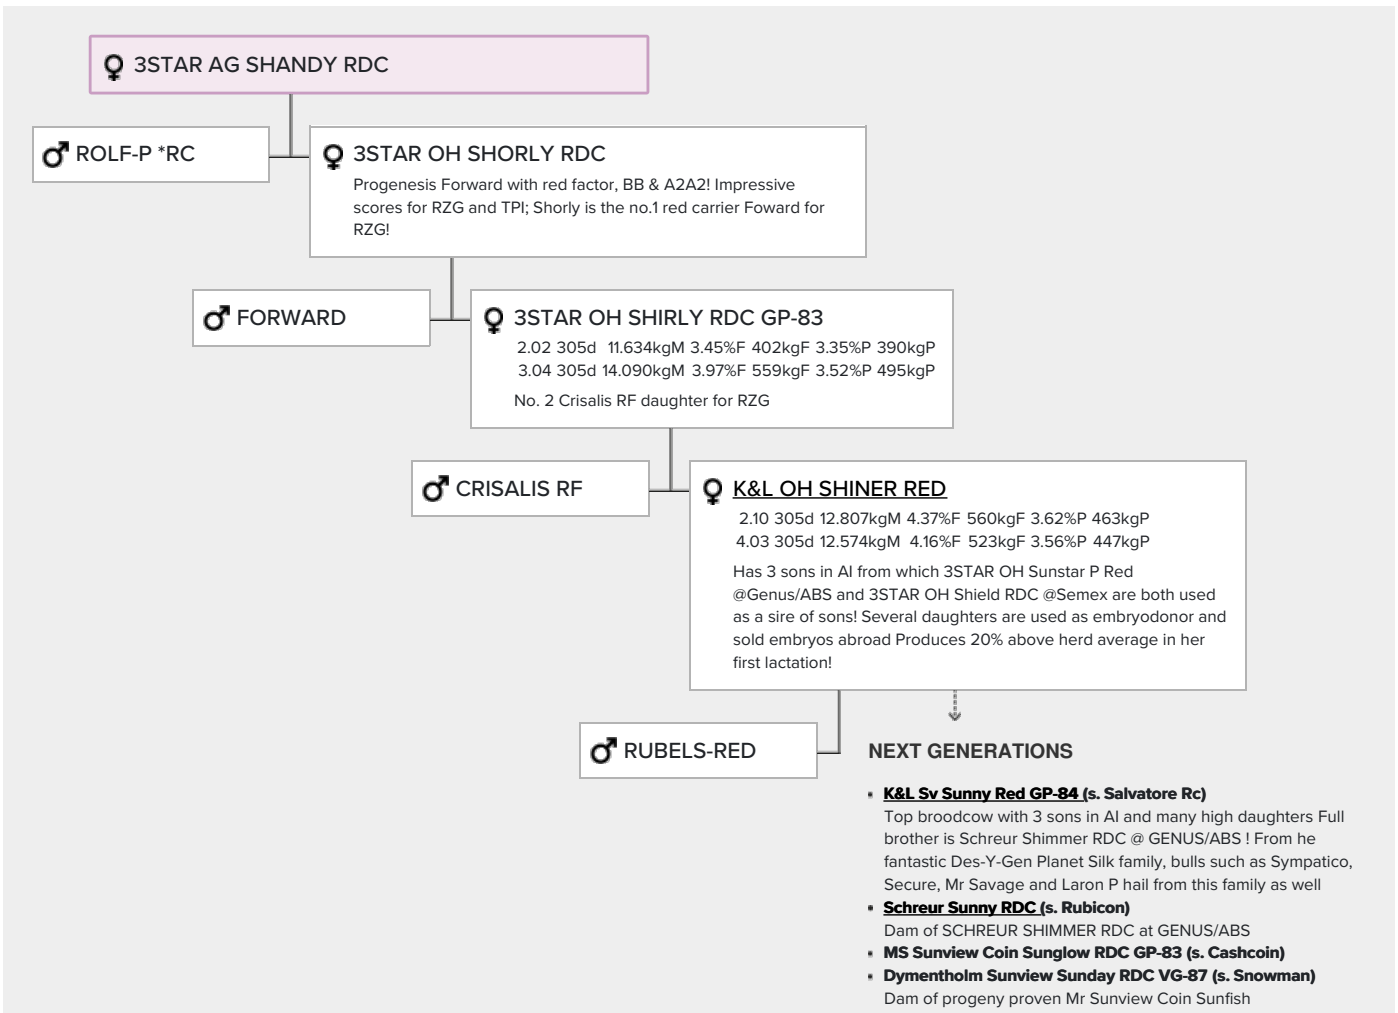 3STAR AG SHANDY RDC
ROLF-P *RC
3STAR OH SHORLY RDC
Progenesis Forward with red factor, BB & A2A2! Impressive
scores for RZG and TPI; Shorly is the no.1 red carrier Foward for
RZG!
FORWARD
3STAR OH SHIRLY RDC GP-83
2.02 305d 11.634kgM 3.45%F 402kgF 3.35%P 390kgP
3.04 305d 14.090kgM 3.97%F 559kgF 3.52%P 495kgP
No. 2 Crisalis RF daughter for RZG
CRISALIS RF
K&L OH SHINER RED
2.10 305d 12.807kgM 4.37%F 560kgF 3.62%P 463kgP
4.03 305d 12.574kgM 4.16%F 523kgF 3.56%P 447kgP
Has 3 sons in AI from which 3STAR OH Sunstar P Red
@Genus/ABS and 3STAR OH Shield RDC @Semex are both used
as a sire of sons! Several daughters are used as embryodonor and
sold embryos abroad Produces 20% above herd average in her
first lactation!
RUBELS-RED
NEXT GENERATIONS
K&L Sv Sunny Red GP-84 (s. Salvatore Rc)
Top broodcow with 3 sons in AI and many high daughters Full
brother is Schreur Shimmer RDC @ GENUS/ABS ! From he
fantastic Des-Y-Gen Planet Silk family, bulls such as Sympatico,
Secure, Mr Savage and Laron P hail from this family as well
Schreur Sunny RDC (s. Rubicon)
Dam of SCHREUR SHIMMER RDC at GENUS/ABS
MS Sunview Coin Sunglow RDC GP-83 (s. Cashcoin)
Dymentholm Sunview Sunday RDC VG-87 (s. Snowman)
Dam of progeny proven Mr Sunview Coin Sunfish